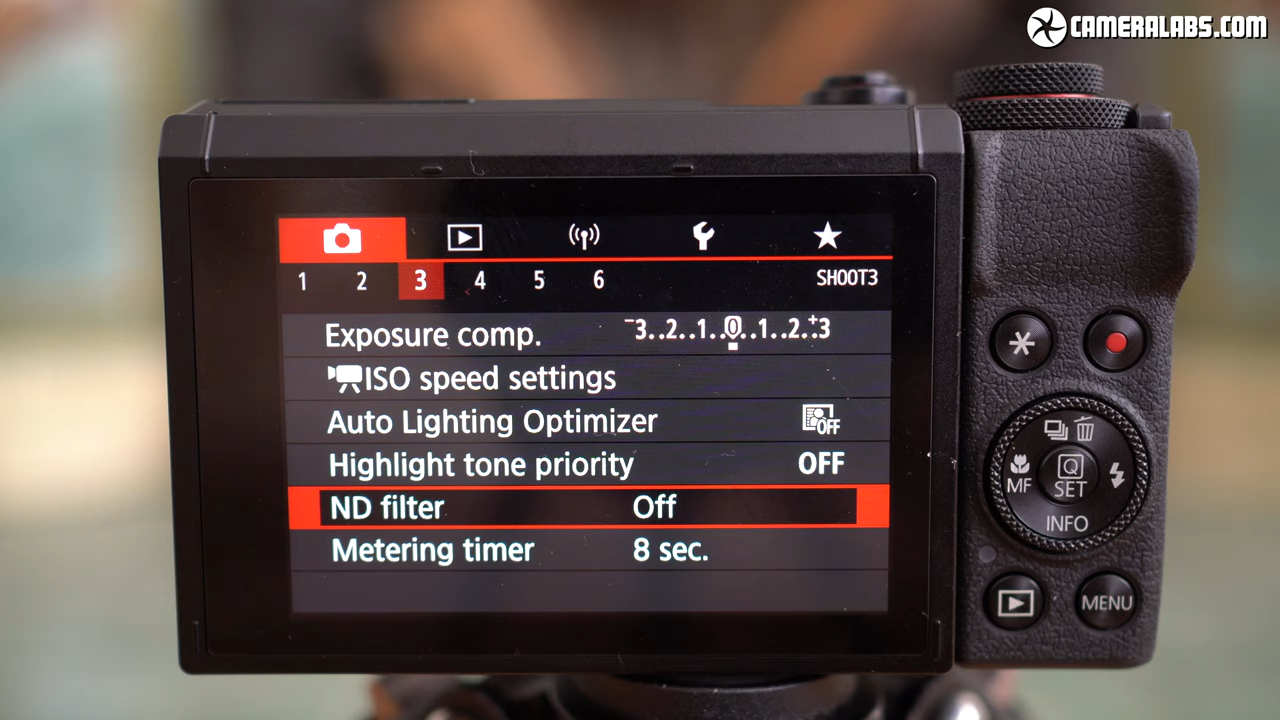 CAMERALABS.COM
1 2 3 4 5 6 SHOOT3
Exposure comp. -3..2..1..0..1..2.+3
ISO speed settings
Auto Lighting Optimizer OFF
Highlight tone priority OFF
ND filter Off
Metering timer 8 sec.
MF
Q
SET
INFO
MENU